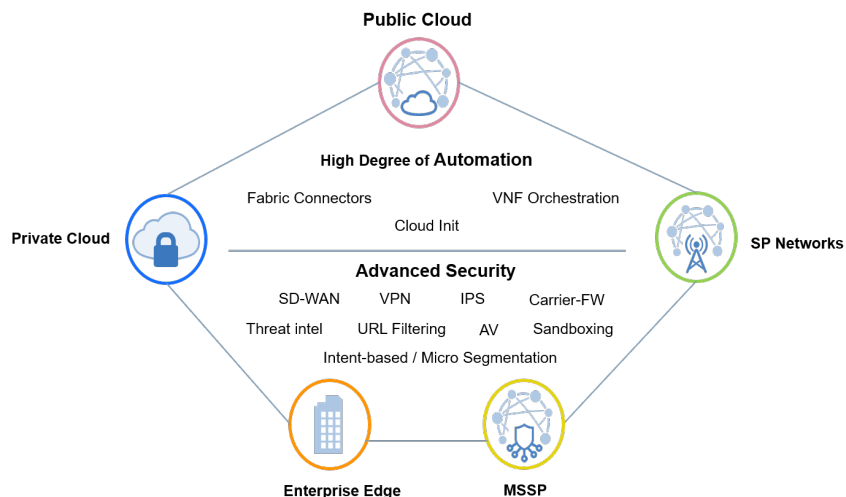 Public Cloud
High Degree of Automation
Fabric Connectors
VNF Orchestration
Cloud Init
Private Cloud
SP Networks
Advanced Security
SD-WAN VPN IPS Carrier-FW
Threat intel URL Filtering AV Sandboxing
Intent-based / Micro Segmentation
Enterprise Edge
MSSP